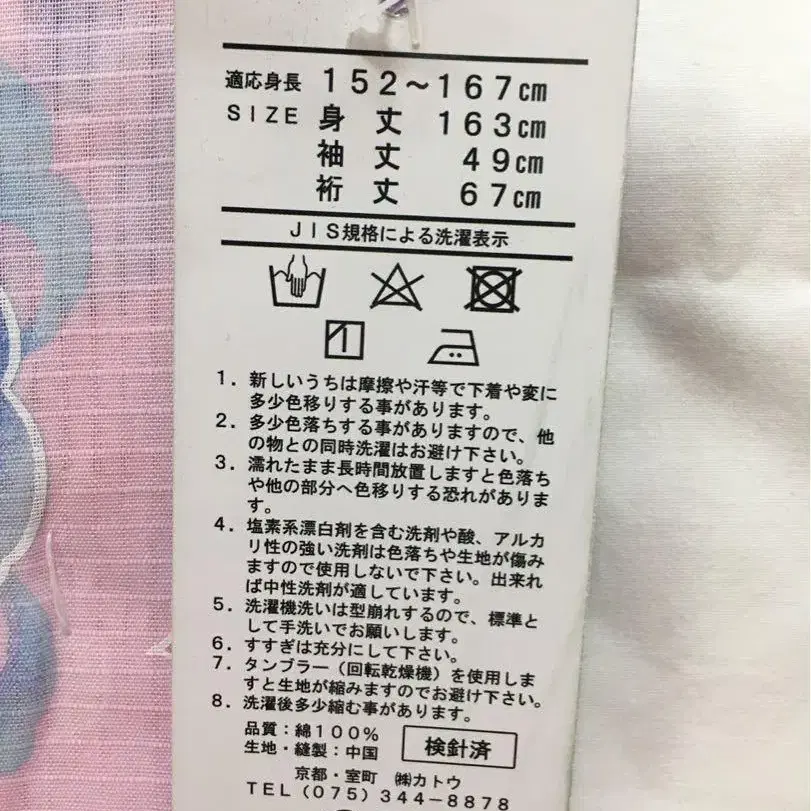 適応身長 152～167cm
SIZE 身丈 163cm
袖丈 49cm
裄丈 67cm
JIS規格による洗濯表示
1．新しいうちは摩擦や汗等で下着や変に
多少色移りする事があります。
2．多少色落ちする事がありますので、他
の物との同時洗濯はお避け下さい。
3．濡れたまま長時間放置しますと色落ち
や他の部分へ色移りする恐れがありま
す。
4．塩素系漂白剤を含む洗剤や酸、アルカ
リ性の強い洗剤は色落ちや生地が傷み
ますので使用しないで下さい。出来れ
ば中性洗剤が適しています。
5．洗濯機洗いは型崩れするので、標準と
して手洗いでお願いします。
6．すすぎは充分にして下さい。
7．タンブラー（回転乾燥機）を使用しま
すと生地が縮みますのでお避け下さい。
8．洗濯後多少縮む事があります。
品質：綿100%
生地・縫製：中国
検針済
京都・室町 ㈱カトウ
TEL(075)344-8878